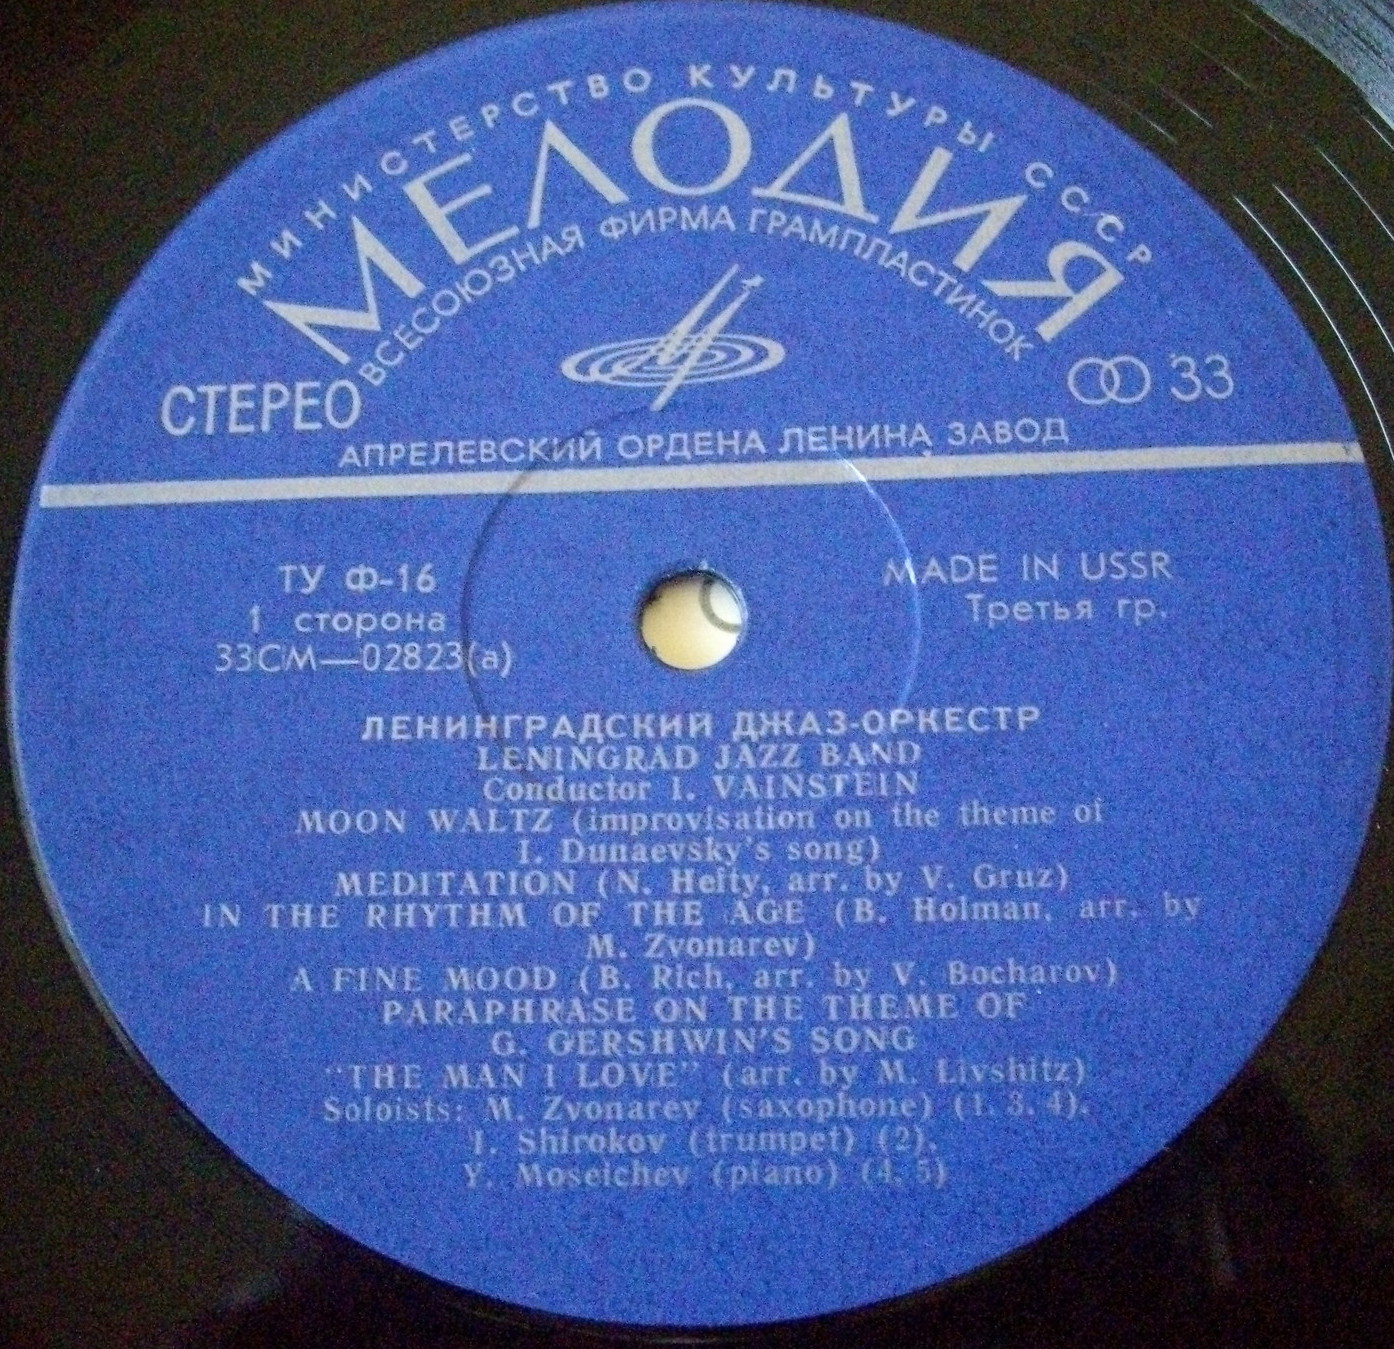 МИНИСТЕРСТВО КУЛЬТУРЫ СССР
МЕЛОДИЯ
ВСЕСОЮЗНАЯ ФИРМА ГРАМПЛАСТИНОК
СТЕРЕО
33
АПРЕЛЕВСКИЙ ОРДЕНА ЛЕНИНА ЗАВОД
ТУ Ф-16
1 сторона
33СМ—02823(а)
MADE IN USSR
Третья гр.
ЛЕНИНГРАДСКИЙ ДЖАЗ-ОРКЕСТР
LENINGRAD JAZZ BAND
Conductor I. VAINSTEIN
MOON WALTZ (improvisation on the theme of
I. Dunaevsky's song)
MEDITATION (N. Hefty, arr. by V. Gruz)
IN THE RHYTHM OF THE AGE (B. Holman, arr. by
M. Zvonarev)
A FINE MOOD (B. Rich, arr. by V. Bocharov)
PARAPHRASE ON THE THEME OF
G. GERSHWIN'S SONG
"THE MAN I LOVE" (arr. by M. Livshitz)
Soloists: M. Zvonarev (saxophone) (1, 3, 4),
I. Shirokov (trumpet) (2),
Y. Moseichev (piano) (4, 5)